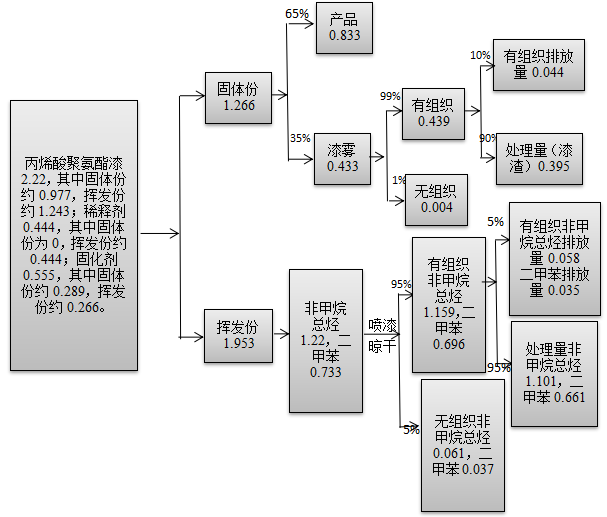 丙烯酸聚氨酯漆
2.22，其中固体份
约 0.977，挥发份
约 1.243；稀释剂
0.444，其中固体
份为 0，挥发份约
0.444；固化剂
0.555，其中固体
份约 0.289，挥发
份约 0.266。
固体份
1.266
挥发份
1.953
65%
35%
产品
0.833
漆雾
0.433
99%
1%
有组织
0.439
无组织
0.004
10%
90%
有组织排放
量 0.044
处理量（漆
渣）0.395
非甲烷
总烃
1.22，二
甲苯
0.733
喷漆
晾干
95%
5%
有组织
非甲烷
总烃
1.159，二
甲苯
0.696
无组织非
甲烷总烃
0.061，二
甲苯 0.037
5%
95%
有组织非甲
烷总烃排放
量 0.058
二甲苯排放
量 0.035
处理量非
甲烷总烃
1.101，二
甲苯 0.661